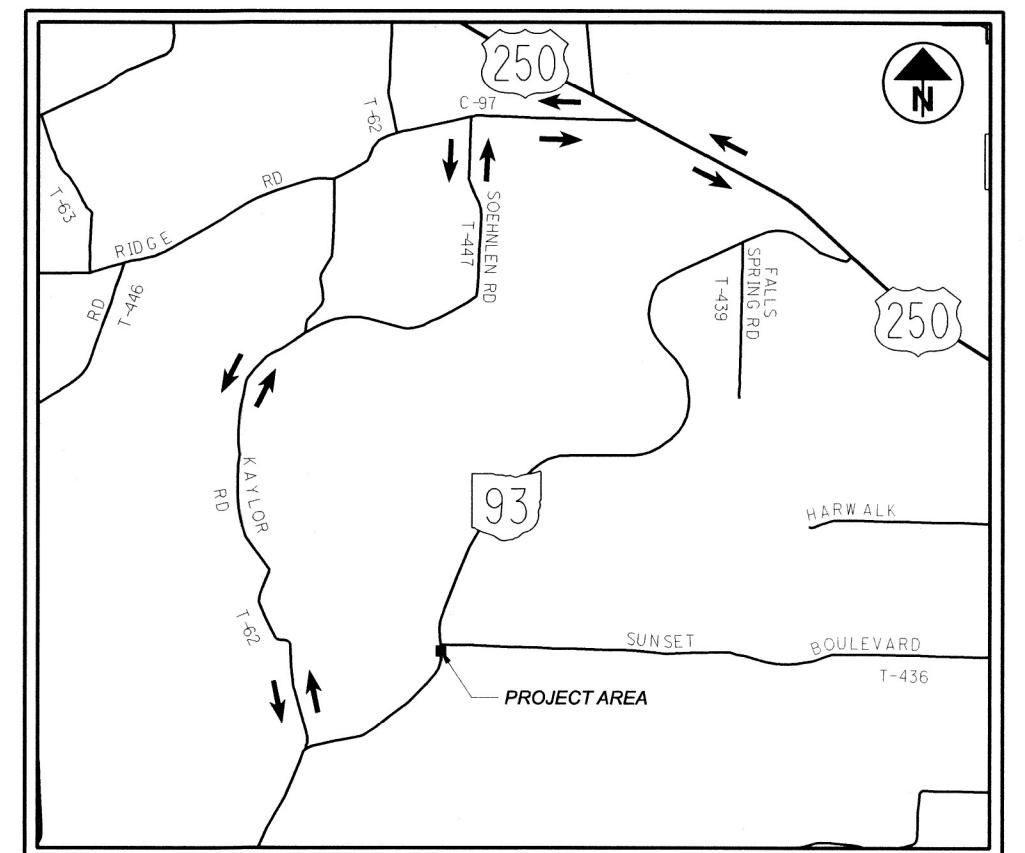 250
N
C-97
T-62
T-63
RIDGE RD
RD
T-446
SOEHNLEN RD
T-447
FALLS
SPRING RD
T-439
250
KAYLOR
RD
93
HARWALK
T-62
SUNSET BOULEVARD
T-436
PROJECT AREA